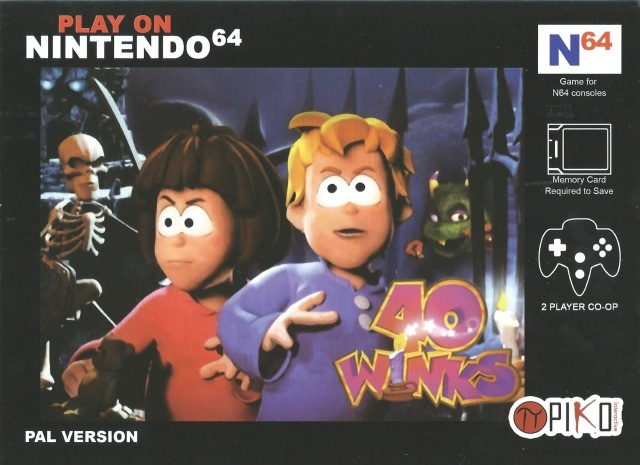 PLAY ON
NINTENDO64
N64
Game for
N64 consoles
Memory Card
Required to Save
2 PLAYER CO-OP
40
WINKS
PIKO
interactive
PAL VERSION